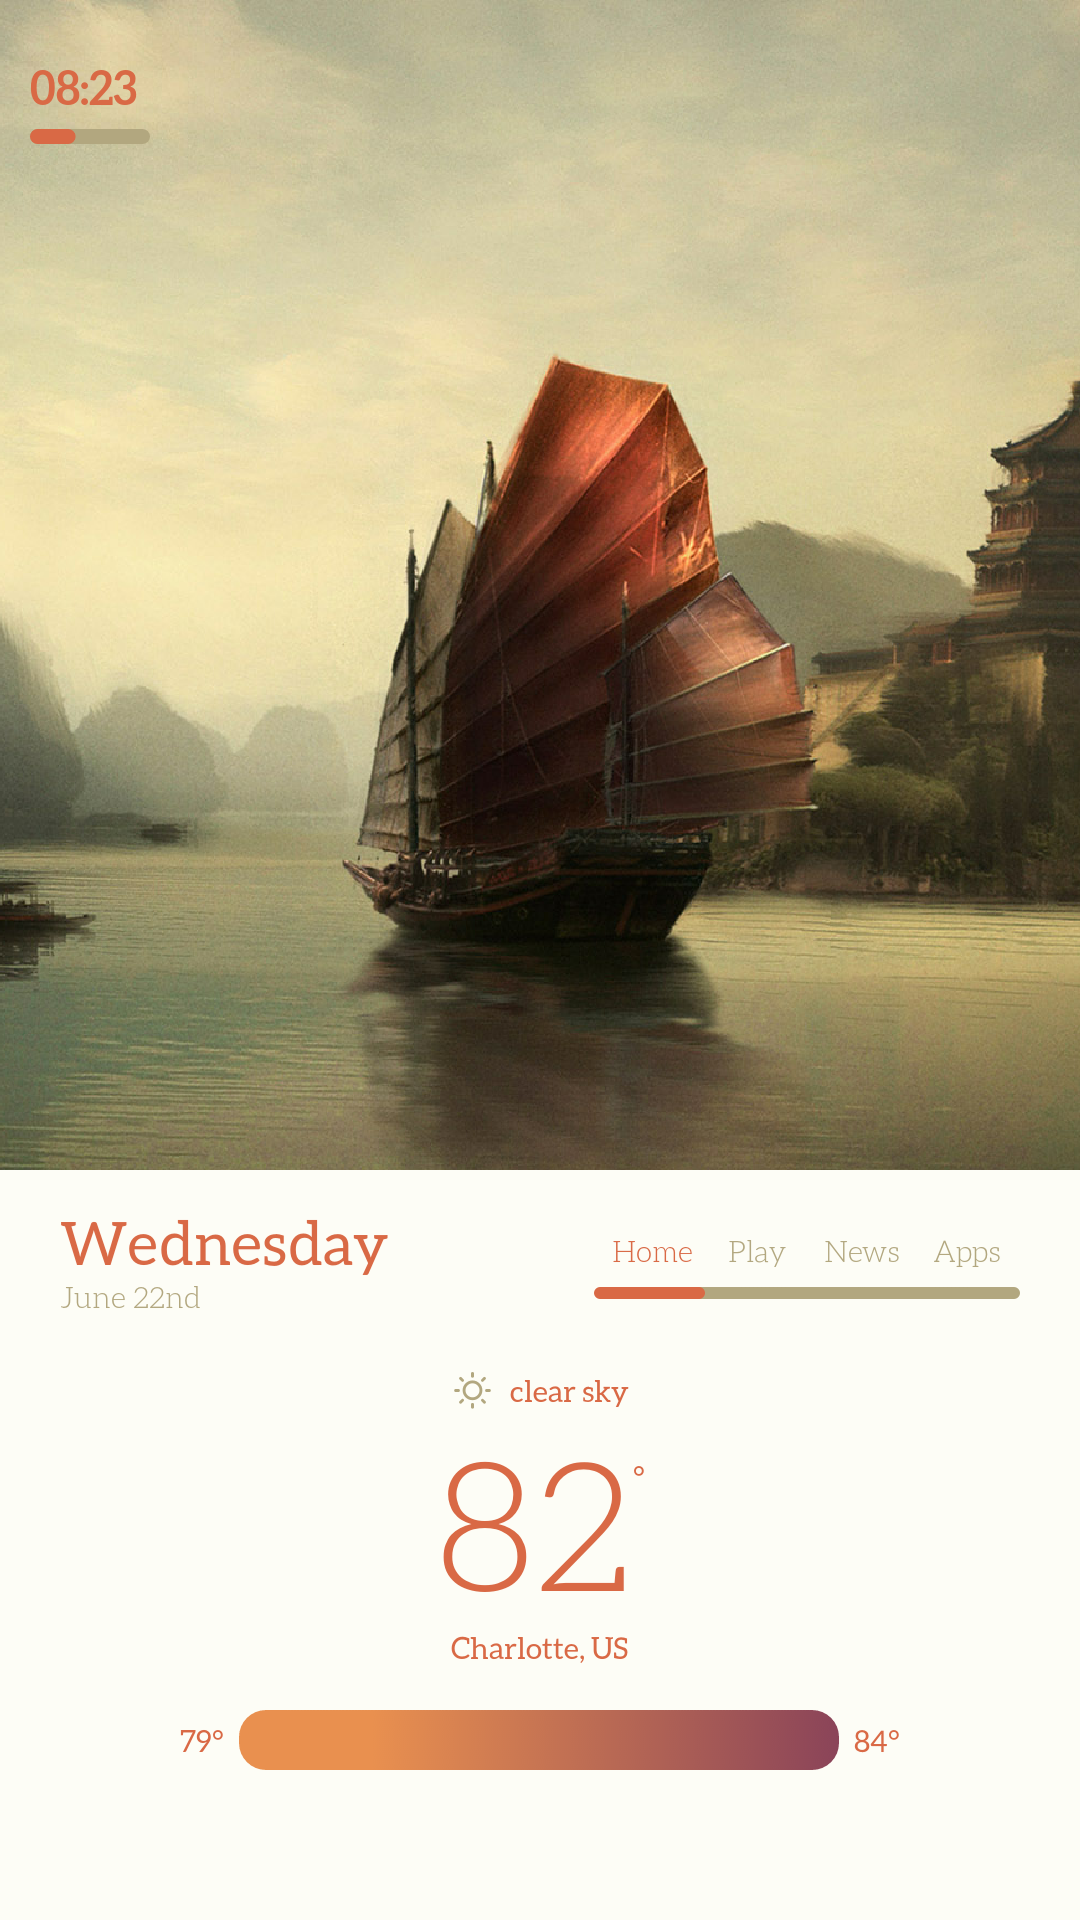 08:23
Wednesday
June 22nd
Home Play News Apps
clear sky
82°
Charlotte, US
79° 84°